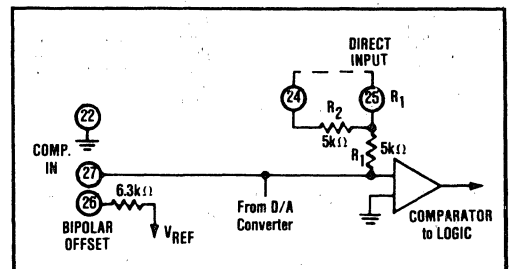 DIRECT
INPUT
24
25 R1
R2
5kΩ
5kΩ
R1
22
COMP.
IN
27
26
6.3kΩ
BIPOLAR
OFFSET
VREF
From D/A
Converter
COMPARATOR
to LOGIC